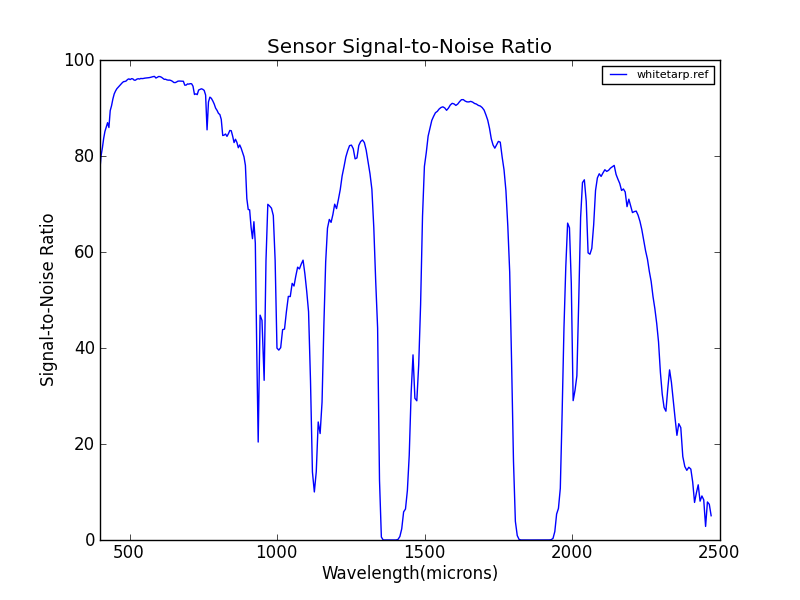 Sensor Signal-to-Noise Ratio
whitetarp.ref
100
80
60
40
20
0
Signal-to-Noise Ratio
500
1000
1500
2000
2500
Wavelength(microns)